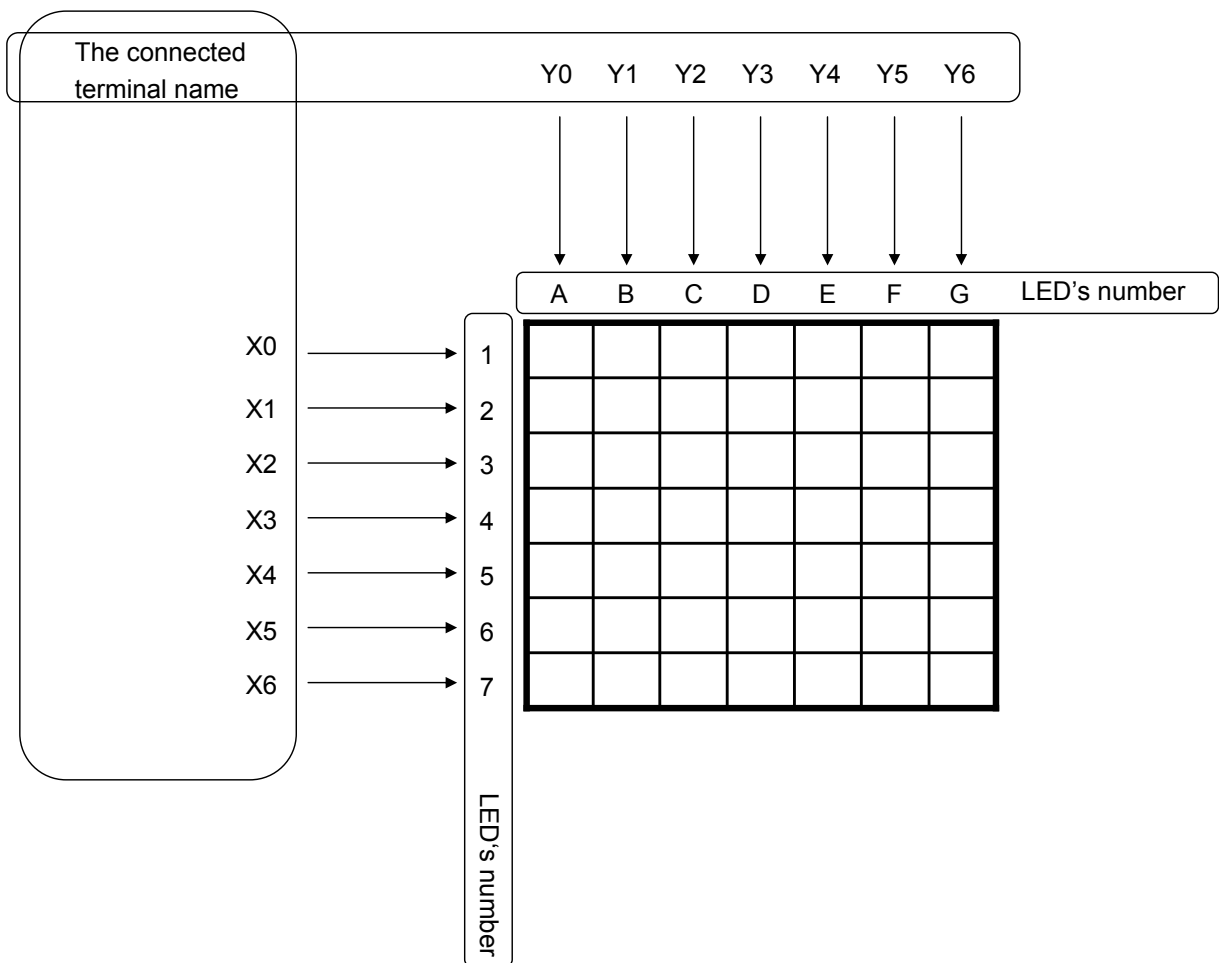 The connected
terminal name
Y0 Y1 Y2 Y3 Y4 Y5 Y6
A B C D E F G LED's number
X0 1
X1 2
X2 3
X3 4
X4 5
X5 6
X6 7
LED's number